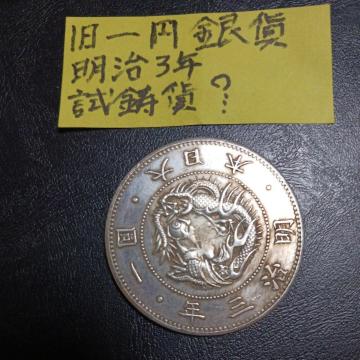 旧一円銀貨
明治3年
試鋳貨?
大日本・明治三年・一圓・